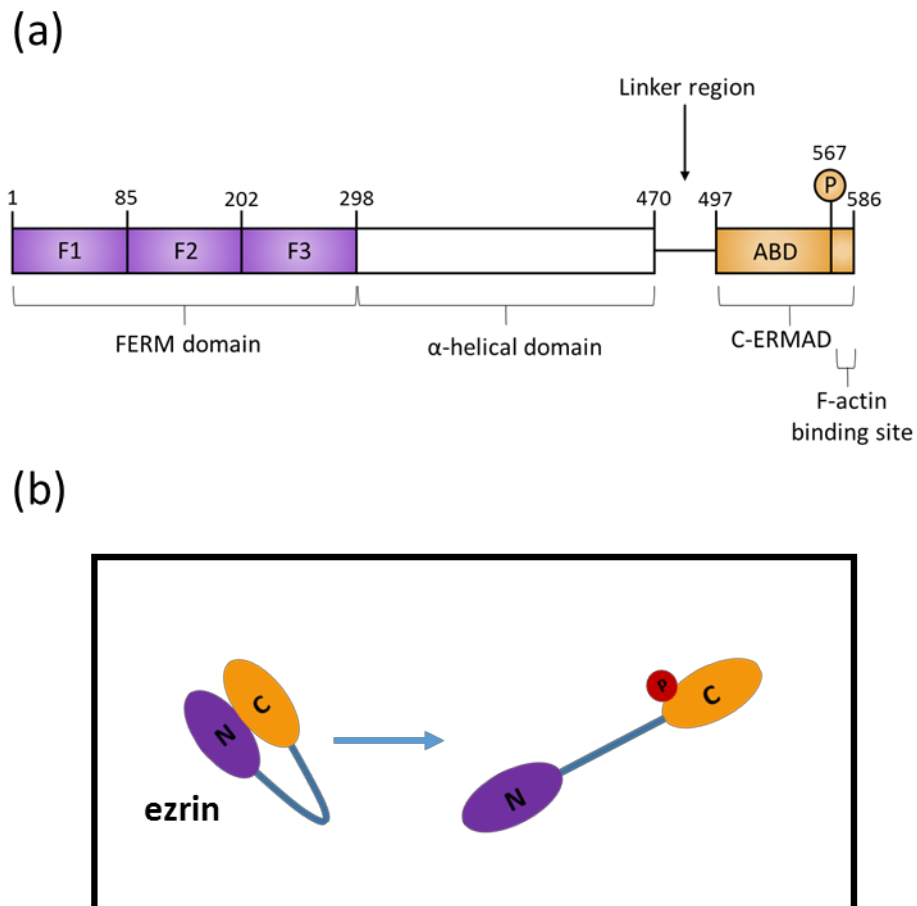 (a)
Linker region
567
P
1 85 202 298 470 497 586
F1 F2 F3 ABD
FERM domain α-helical domain C-ERMAD
F-actin
binding site
(b)
N C P C
N
ezrin